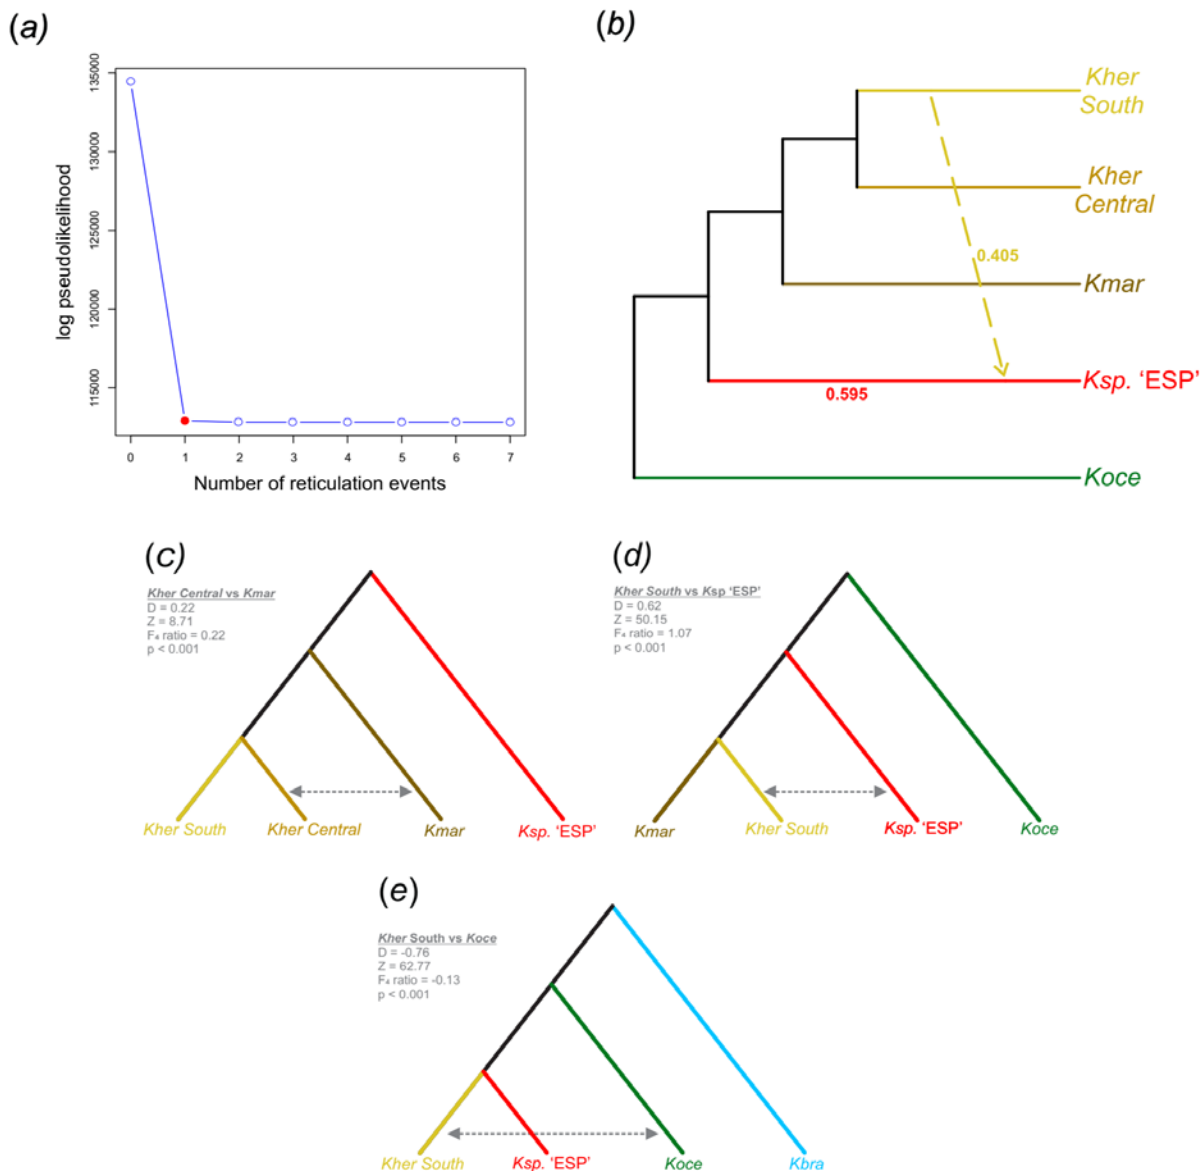 (a)
135000
130000
125000
120000
115000
log pseudolikelihood
0 1 2 3 4 5 6 7
Number of reticulation events
(b)
Kher
South
Kher
Central
0.405
Kmar
Ksp. ‘ESP’
0.595
Koce
(c)
Kher Central vs Kmar
D = 0.22
Z = 8.71
F₄ ratio = 0.22
p < 0.001
Kher South Kher Central Kmar Ksp. ‘ESP’
(d)
Kher South vs Ksp ‘ESP’
D = 0.62
Z = 50.15
F₄ ratio = 1.07
p < 0.001
Kmar Kher South Ksp. ‘ESP’ Koce
(e)
Kher South vs Koce
D = -0.76
Z = 62.77
F₄ ratio = -0.13
p < 0.001
Kher South Ksp. ‘ESP’ Koce Kbra